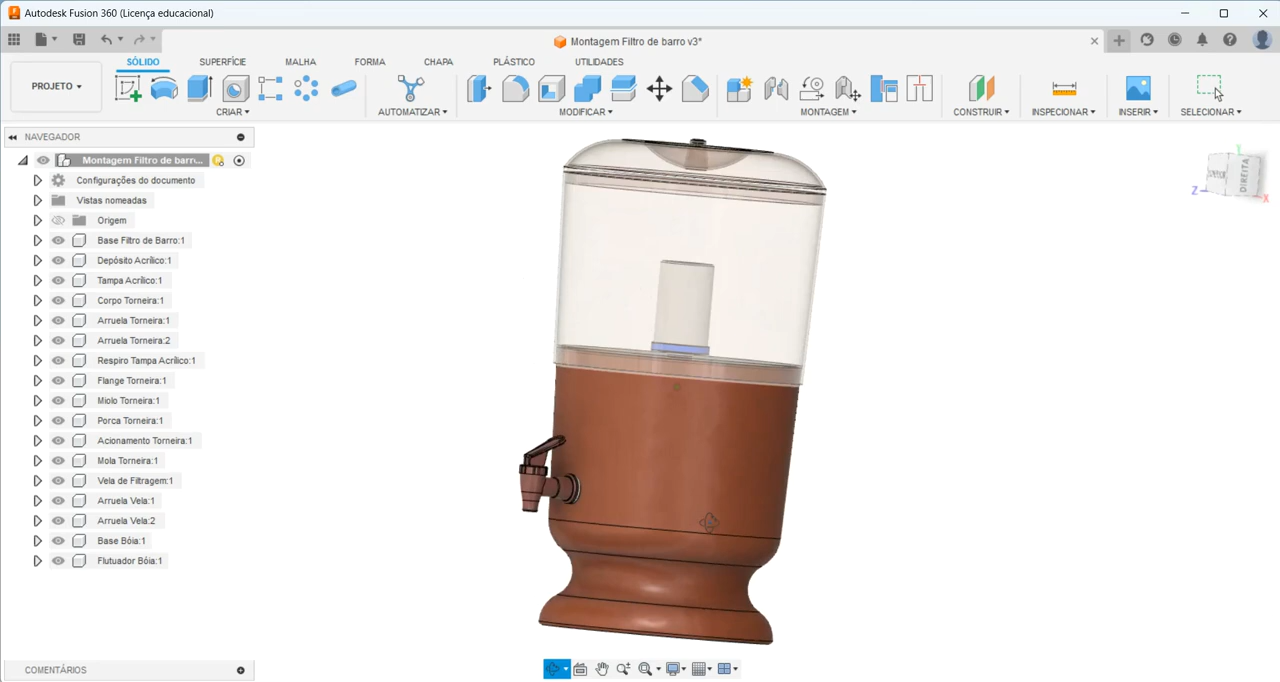 Autodesk Fusion 360 (Licença educacional)
Montagem Filtro de barro v3*
PROJETO
SÓLIDO
SUPERFÍCIE
MALHA
FORMA
CHAPA
PLÁSTICO
UTILIDADES
CRIAR
AUTOMATIZAR
MODIFICAR
MONTAGEM
CONSTRUIR
INSPECIONAR
INSERIR
SELECIONAR
NAVEGADOR
Montagem Filtro de barr...
Configurações do documento
Vistas nomeadas
Origem
Base Filtro de Barro:1
Depósito Acrílico:1
Tampa Acrílico:1
Corpo Torneira:1
Arruela Torneira:1
Arruela Torneira:2
Respiro Tampa Acrílico:1
Flange Torneira:1
Miolo Torneira:1
Porca Torneira:1
Acionamento Torneira:1
Mola Torneira:1
Vela de Filtragem:1
Arruela Vela:1
Arruela Vela:2
Base Bóia:1
Flutuador Bóia:1
COMENTÁRIOS
Y
Z
X
DIREITA